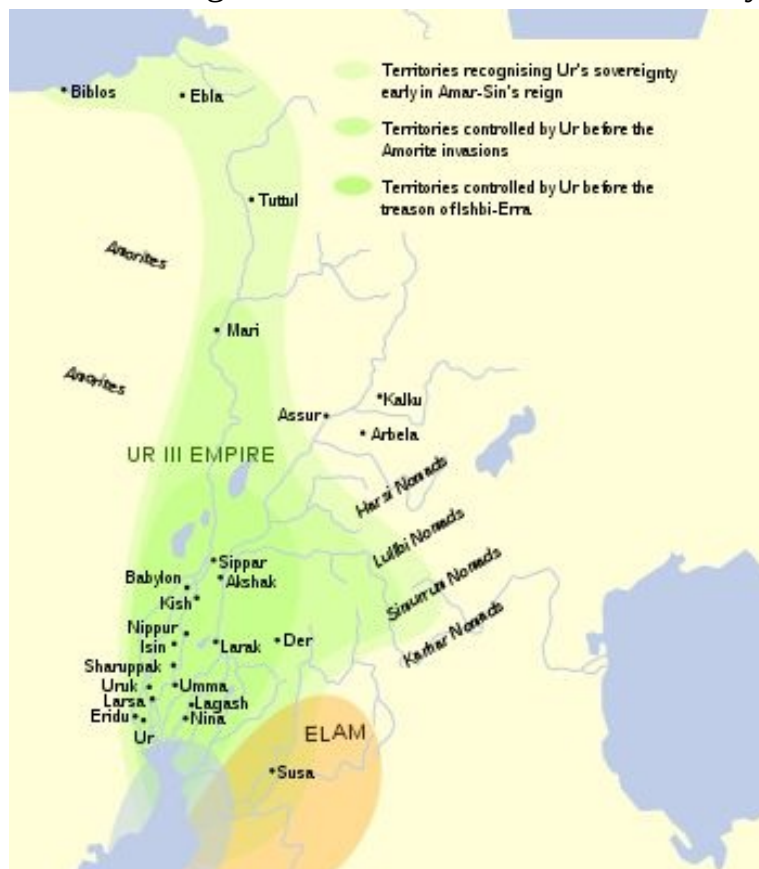 Biblos
Ebla
Territories recognising Ur's sovereignty
early in Amar-Sin's reign
Territories controlled by Ur before the
Amorite invasions
Territories controlled by Ur before the
treason of Ishbi-Erra
Tuttul
Amorites
Mari
Amorites
Kalku
Assur
Arbela
UR III EMPIRE
Harsi Nomads
Lullbi Nomads
Simurrun Nomads
Karhar Nomads
Sippar
Babylon
Akshak
Kish
Nippur
Isin
Larak
Der
Sharuppak
Uruk
Umma
Larsa
Lagash
Eridu
Nina
Ur
ELAM
Susa